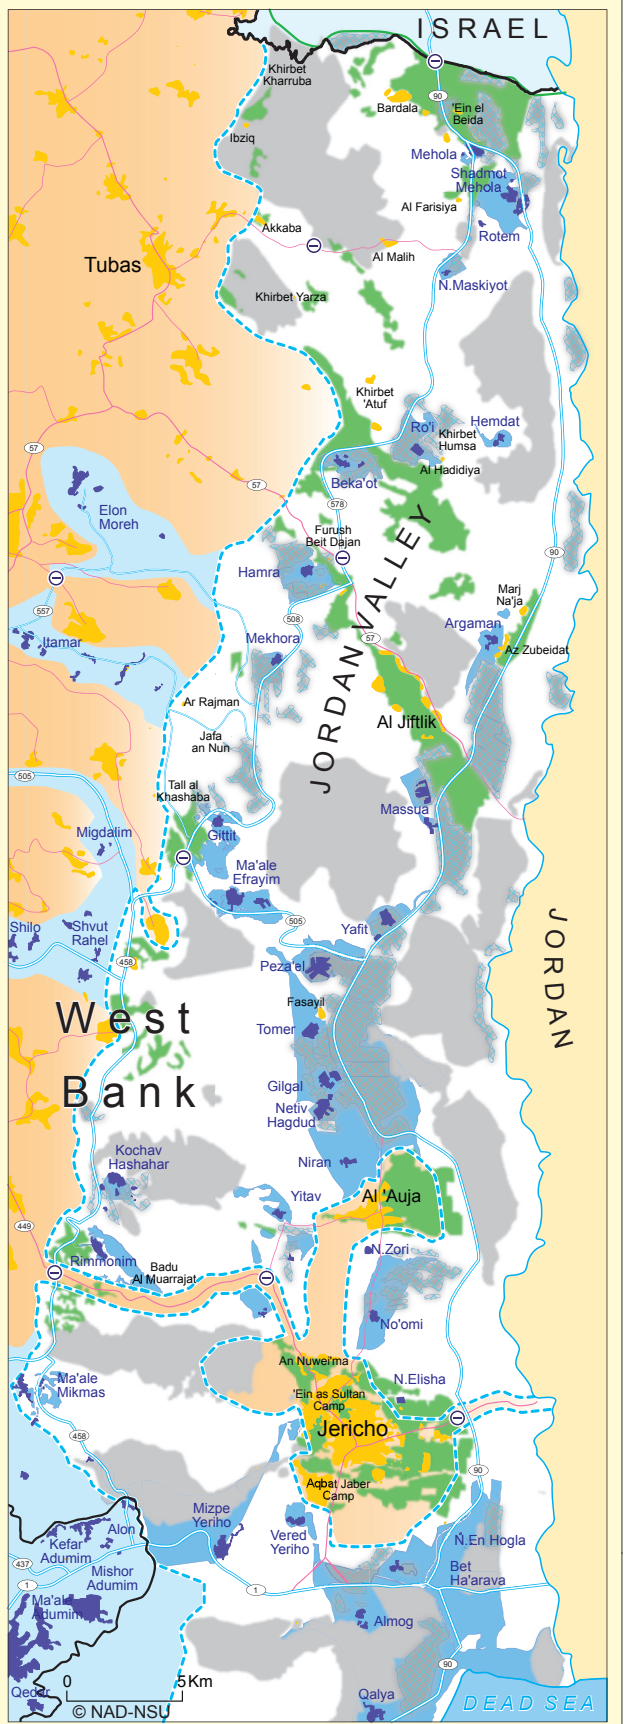 ISRAEL
Khirbet
Kharruba
90
Bardala
'Ein el
Beida
Ibziq
Mehola
Shadmot
Mehola
Al Farisiya
Akkaba
Rotem
Al Malih
Tubas
N.Maskiyot
Khirbet Yarza
Khirbet
'Atuf
Ro'i
Hemdat
Khirbet
Humsa
57
Al Hadidiya
Beka'ot
57
578
Elon
Moreh
Furush
Beit Dajan
JORDAN VALLEY
90
Hamra
Marj
Na'ja
557
508
Argaman
Itamar
Mekhora
57
Az Zubeidat
Ar Rajman
Al Jiftlik
Jafa
an Nun
505
Tall al
Khashaba
Massua
Migdalim
Gittit
Ma'ale
Efrayim
505
Yafit
Shilo
Shvut
Rahel
JORDAN
458
Peza'el
Fasayil
West
Bank
Tomer
Gilgal
Netiv
Hagdud
Kochav
Hashahar
Niran
Yitav
Al 'Auja
449
Rimmonim
N.Zori
Badu
Al Muarrajat
No'omi
An Nuwei'ma
Ma'ale
Mikmas
N.Elisha
'Ein as Sultan
Camp
Jericho
458
90
Aqbat Jaber
Camp
Mizpe
Yeriho
Alon
Vered
Yeriho
N.En Hogla
Kefar
Adumim
437
Mishor
Adumim
Bet
Ha'arava
1
1
Ma'ale
Adumim
Almog
90
0 5Km
Qedar
Qalya
DEAD SEA
© NAD-NSU